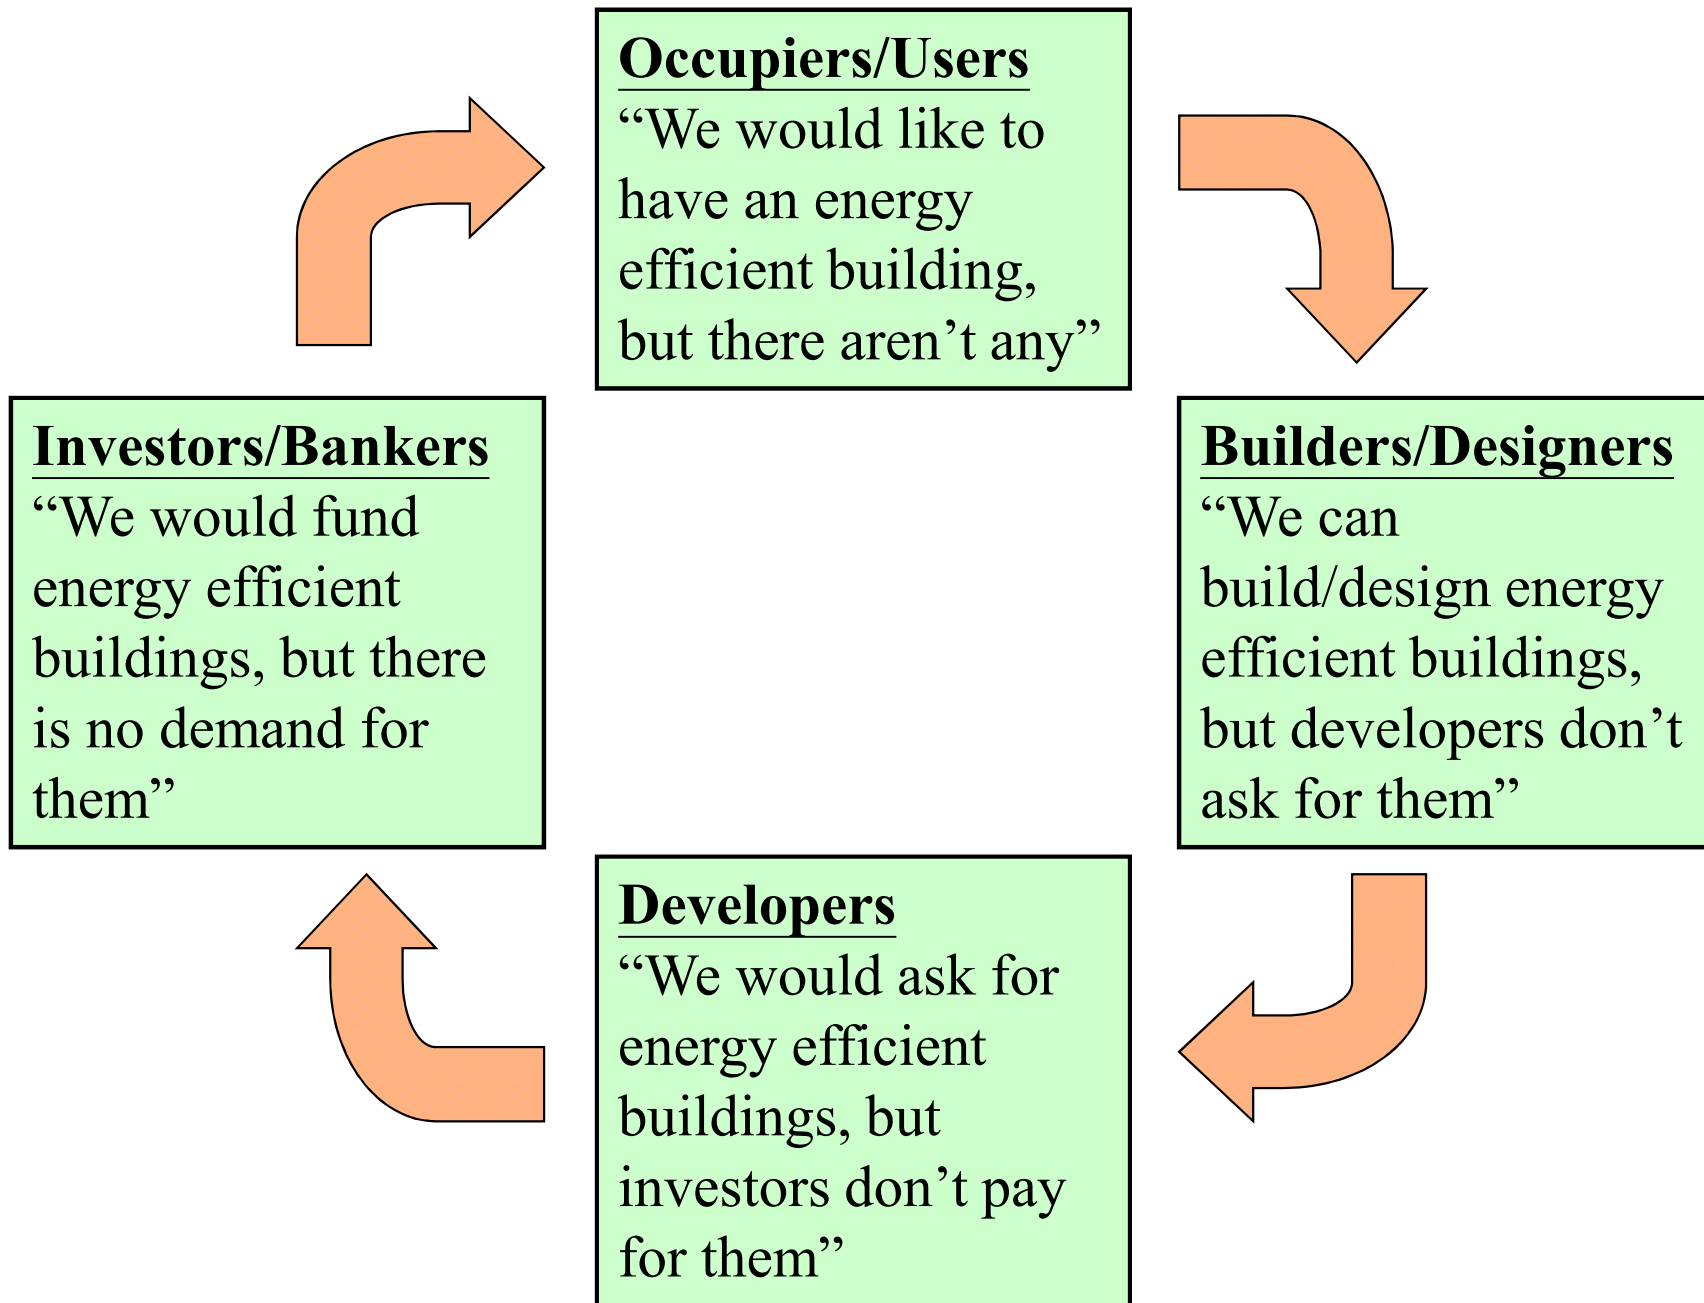 Occupiers/Users
“We would like to
have an energy
efficient building,
but there aren’t any”
Investors/Bankers
“We would fund
energy efficient
buildings, but there
is no demand for
them”
Builders/Designers
“We can
build/design energy
efficient buildings,
but developers don’t
ask for them”
Developers
“We would ask for
energy efficient
buildings, but
investors don’t pay
for them”